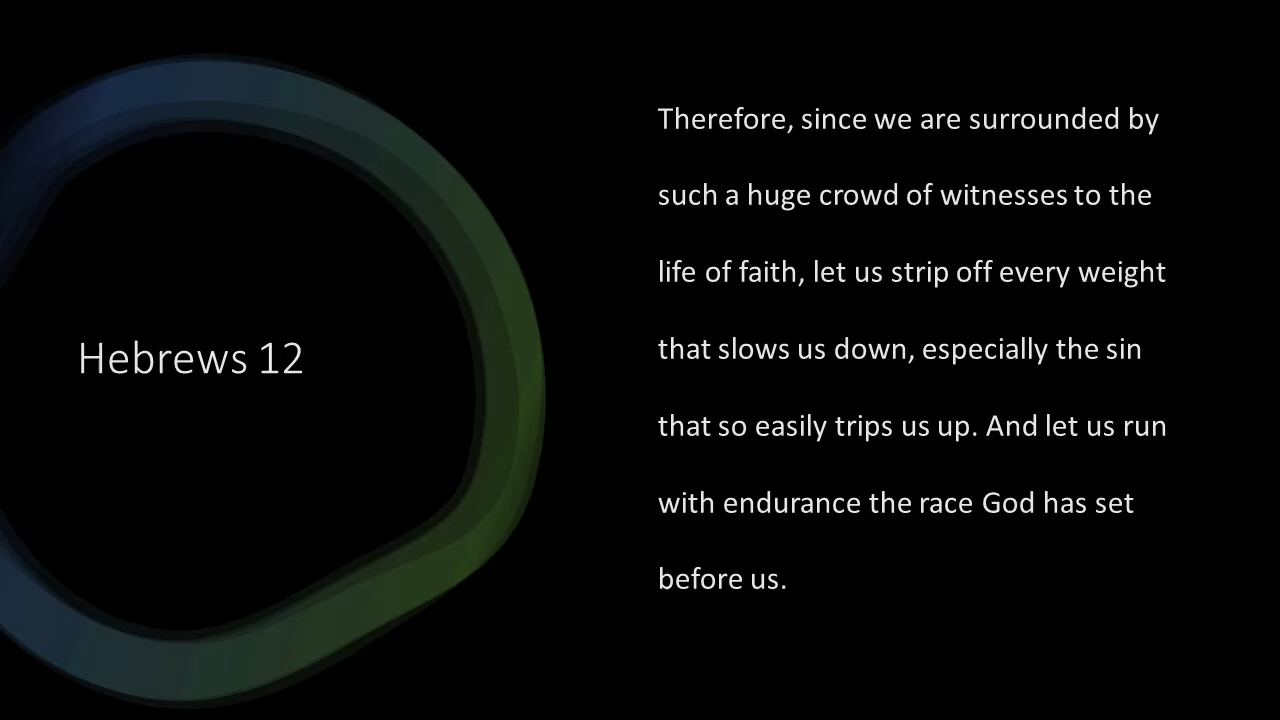 Hebrews 12
Therefore, since we are surrounded by
such a huge crowd of witnesses to the
life of faith, let us strip off every weight
that slows us down, especially the sin
that so easily trips us up. And let us run
with endurance the race God has set
before us.